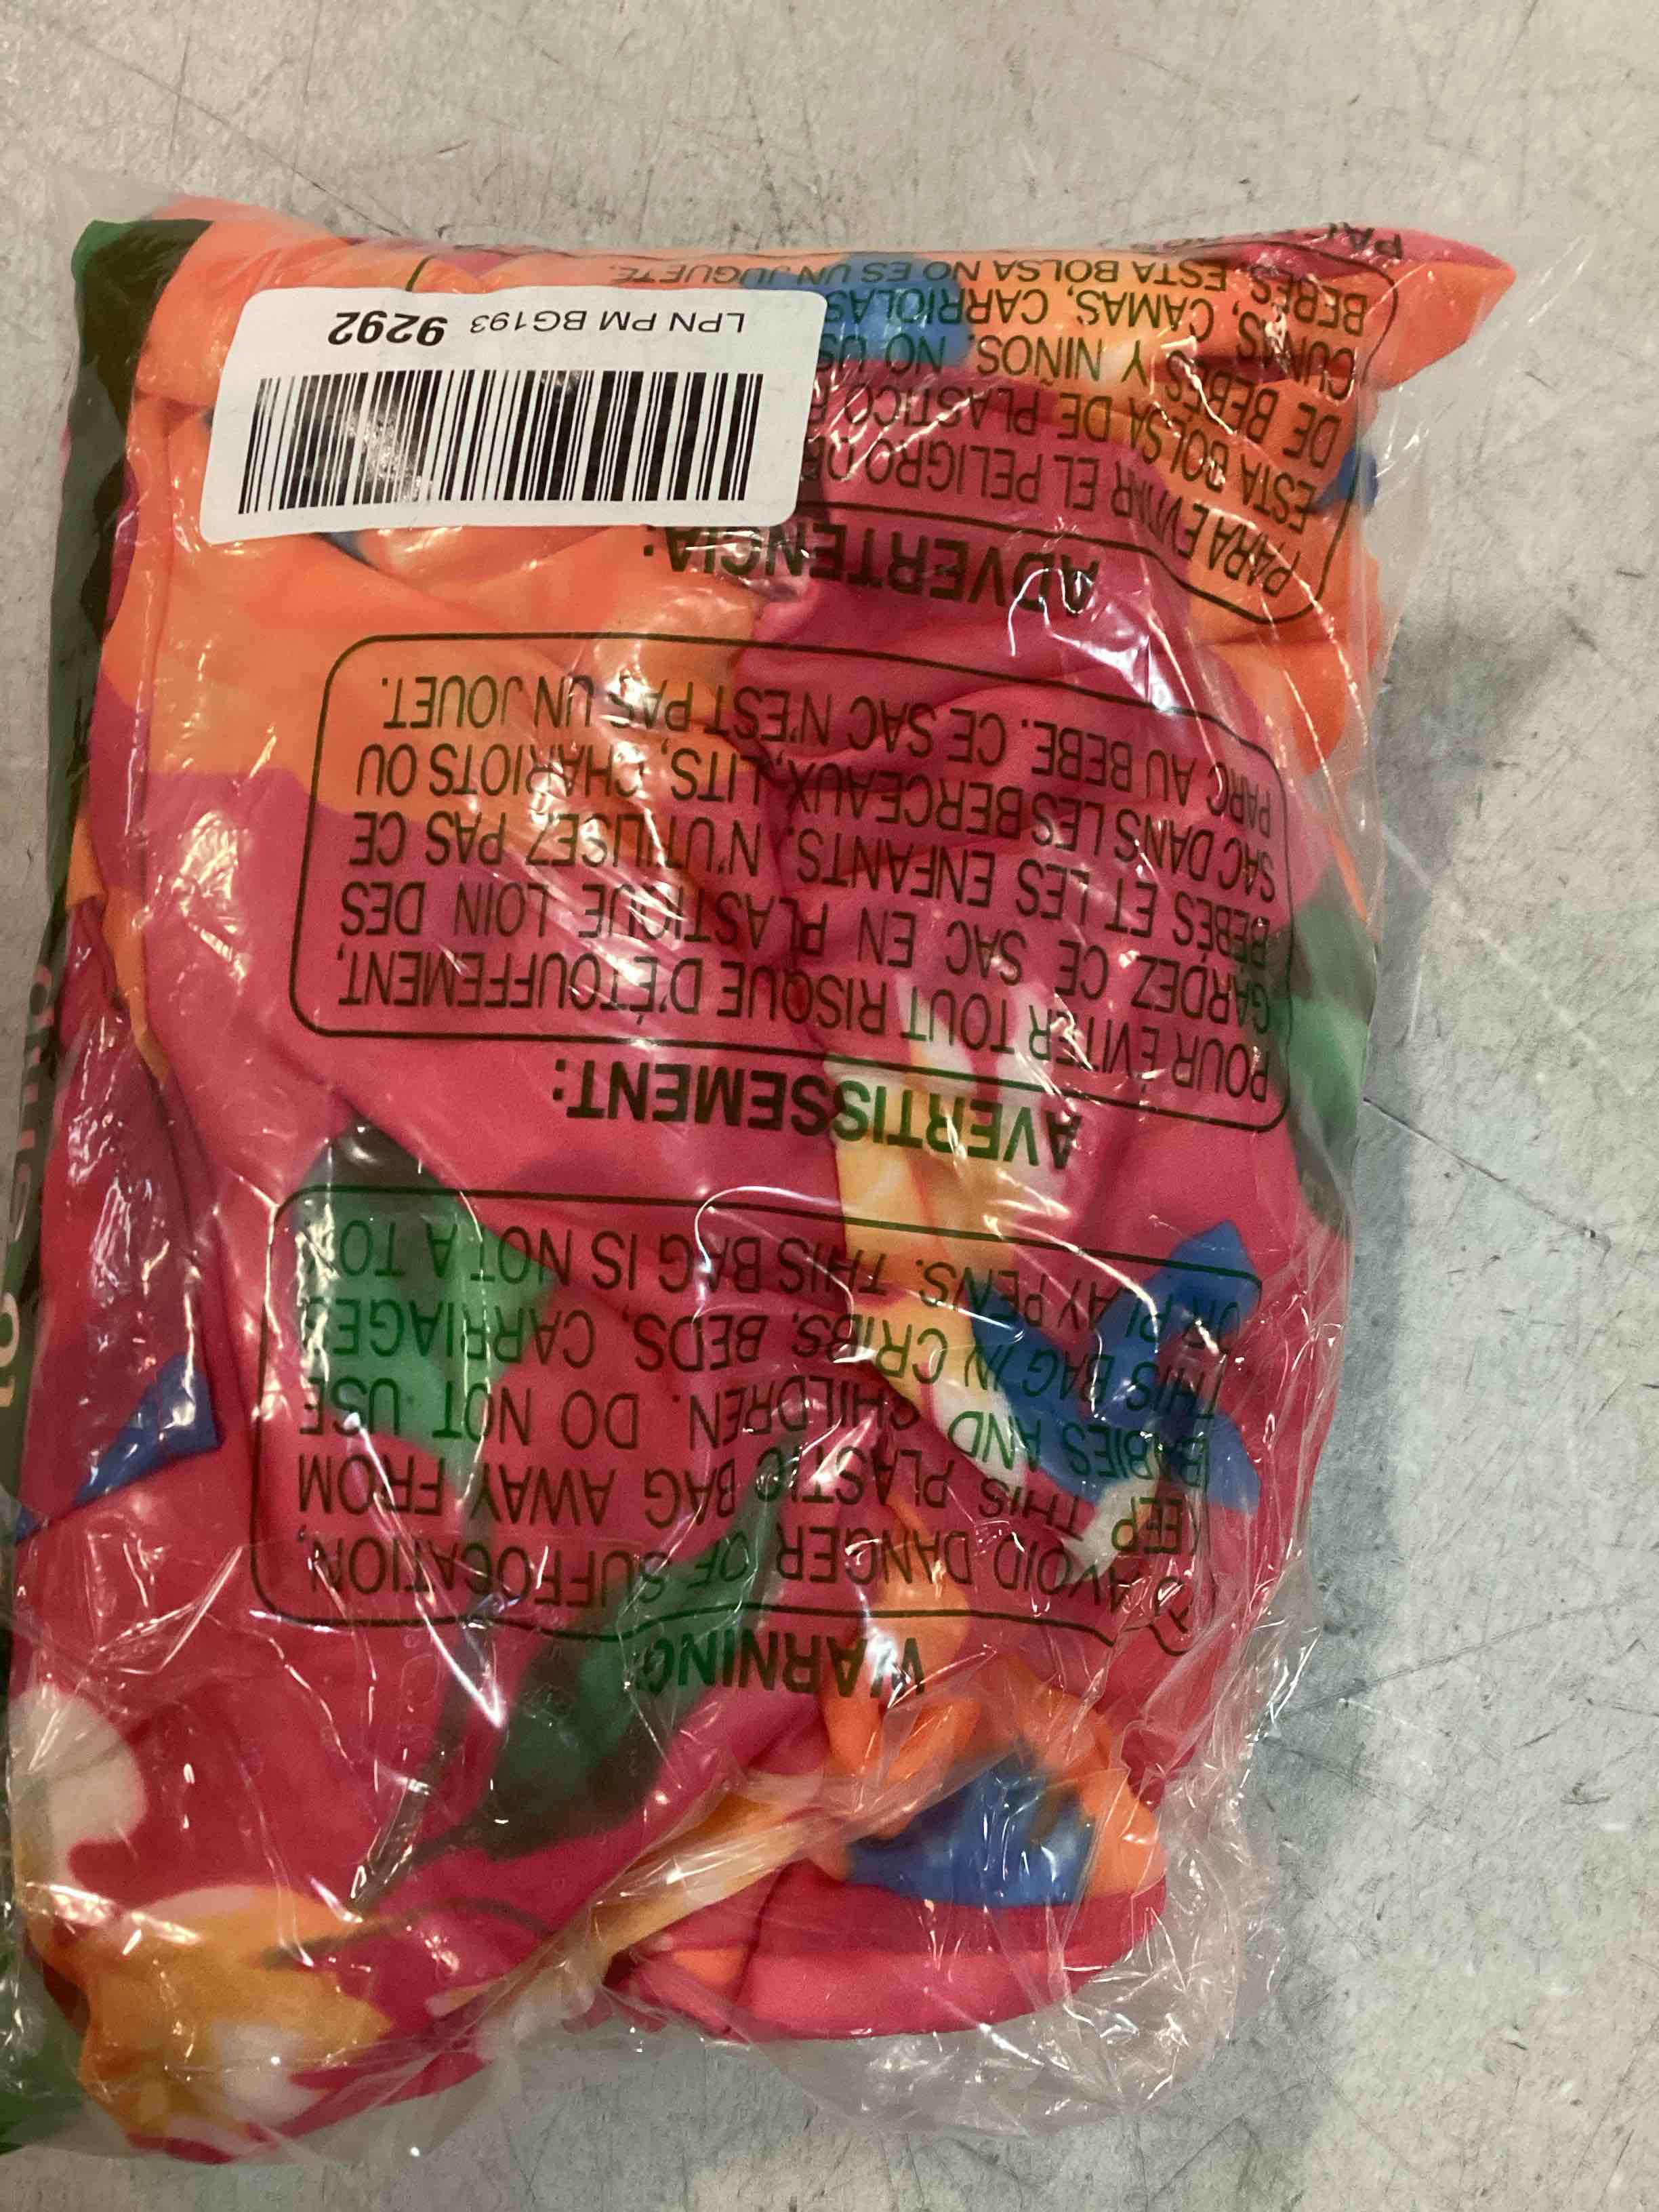 WARNING:
TO AVOID DANGER OF SUFFOCATION,
KEEP THIS PLASTIC BAG AWAY FROM
BABIES AND CHILDREN. DO NOT USE
THIS BAG IN CRIBS, BEDS, CARRIAGES
OR PLAY PENS. THIS BAG IS NOT A TOY
AVERTISSEMENT:
POUR ÉVITER TOUT RISQUE D'ÉTOUFFEMENT,
GARDEZ CE SAC EN PLASTIQUE LOIN DES
BEBÉS ET LES ENFANTS. N'UTILISEZ PAS CE
SAC DANS LES BERCEAUX, LITS, CHARIOTS OU
PARC AU BEBE. CE SAC N'EST PAS UN JOUET.
ADVERTENCIA:
PARA EVITAR EL PELIGRO DE
ESTA BOLSA DE PLASTICO
DE BEBÉS Y NIÑOS. NO
CUNAS, CAMAS, CARRIOLAS
BEBÉS, ESTA BOLSA NO ES UN JUGUETE.
LPN PM BG193 9292